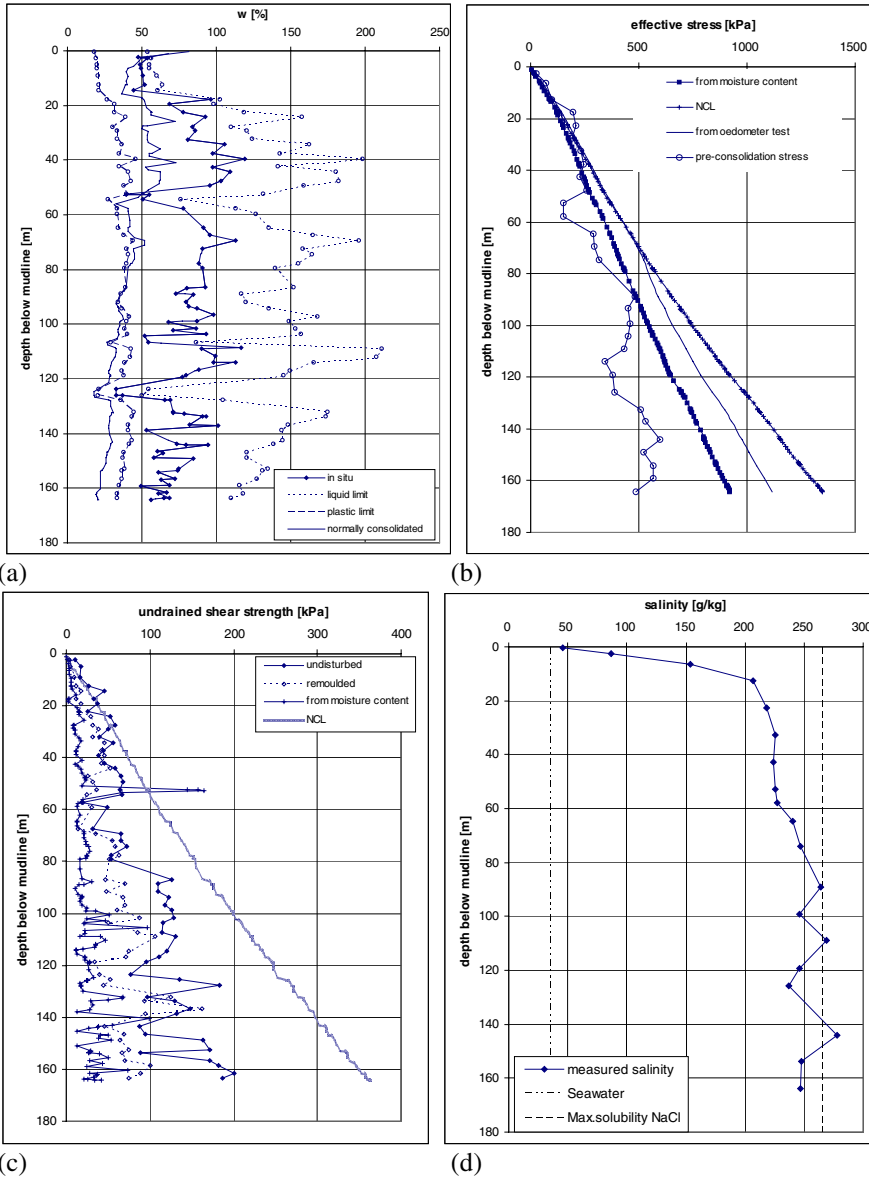 w [%]
0 50 100 150 200 250
depth below mudline [m]
0
20
40
60
80
100
120
140
160
180
in situ
liquid limit
plastic limit
normally consolidated
(a)
effective stress [kPa]
0 500 1000 1500
depth below mudline [m]
0
20
40
60
80
100
120
140
160
180
from moisture content
NCL
from oedometer test
pre-consolidation stress
(b)
undrained shear strength [kPa]
0 100 200 300 400
depth below mudline [m]
0
20
40
60
80
100
120
140
160
180
undisturbed
remoulded
from moisture content
NCL
(c)
salinity [g/kg]
0 50 100 150 200 250 300
depth below mudline [m]
0
20
40
60
80
100
120
140
160
180
measured salinity
Seawater
Max.solubility NaCl
(d)